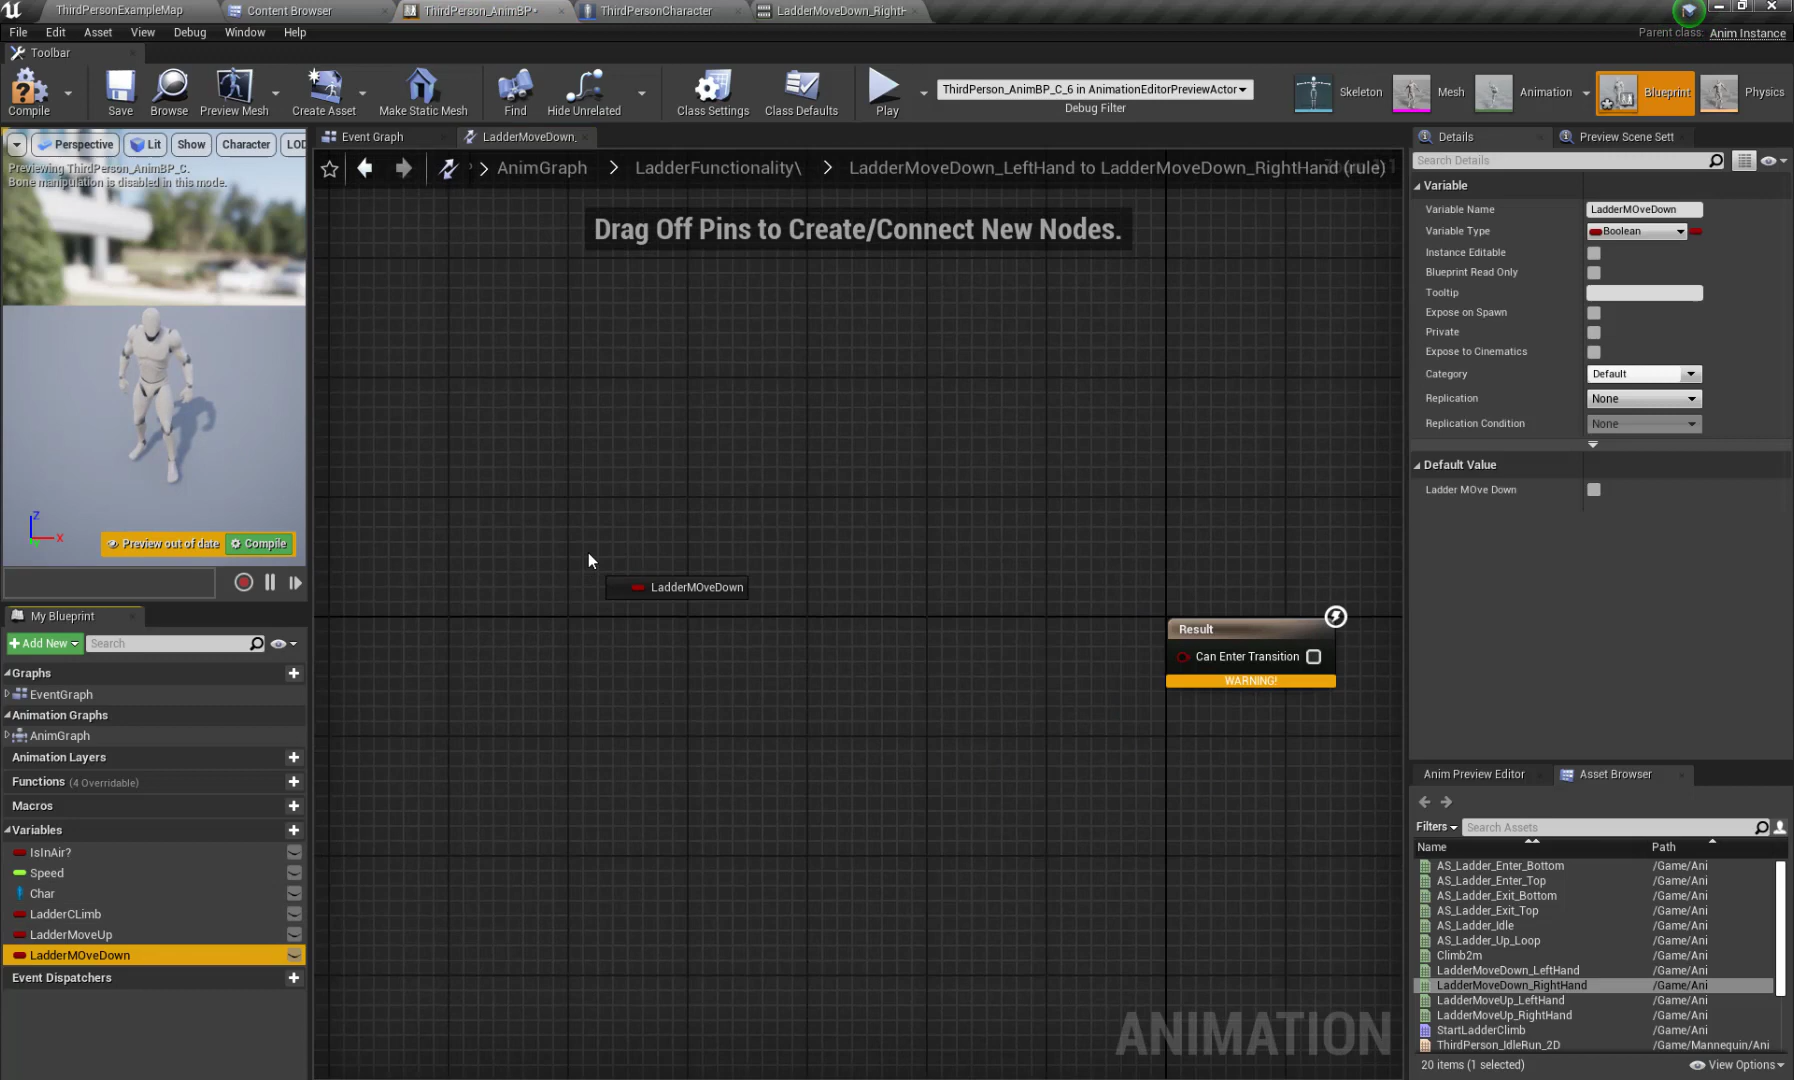 ThirdPersonExampleMap
Content Browser
ThirdPerson_AnimBP*
ThirdPersonCharacter
LadderMoveDown_RightH
File Edit Asset View Debug Window Help
Parent class: Anim Instance
Toolbar
Compile
Save
Browse
Preview Mesh
Create Asset
Make Static Mesh
Find
Hide Unrelated
Class Settings
Class Defaults
Play
ThirdPerson_AnimBP_C_6 in AnimationEditorPreviewActor
Debug Filter
Skeleton
Mesh
Animation
Blueprint
Physics
Perspective
Lit
Show
Character
LOD
Previewing ThirdPerson_AnimBP_C.
Bone manipulation is disabled in this mode.
Z
X
Preview out of date
Compile
Event Graph
LadderMoveDown_
AnimGraph > LadderFunctionality\ > LadderMoveDown_LeftHand to LadderMoveDown_RightHand (rule)
Drag Off Pins to Create/Connect New Nodes.
LadderMOveDown
Result
Can Enter Transition
WARNING!
ANIMATION
My Blueprint
Add New
Search
Graphs
EventGraph
Animation Graphs
AnimGraph
Animation Layers
Functions (4 Overridable)
Macros
Variables
IsInAir?
Speed
Char
LadderCLimb
LadderMoveUp
LadderMOveDown
Event Dispatchers
Details
Preview Scene Sett
Search Details
Variable
Variable Name LadderMOveDown
Variable Type Boolean
Instance Editable
Blueprint Read Only
Tooltip
Expose on Spawn
Private
Expose to Cinematics
Category Default
Replication None
Replication Condition None
Default Value
Ladder MOve Down
Anim Preview Editor
Asset Browser
Filters
Search Assets
Name Path
AS_Ladder_Enter_Bottom /Game/Ani
AS_Ladder_Enter_Top /Game/Ani
AS_Ladder_Exit_Bottom /Game/Ani
AS_Ladder_Exit_Top /Game/Ani
AS_Ladder_Idle /Game/Ani
AS_Ladder_Up_Loop /Game/Ani
Climb2m /Game/Ani
LadderMoveDown_LeftHand /Game/Ani
LadderMoveDown_RightHand /Game/Ani
LadderMoveUp_LeftHand /Game/Ani
LadderMoveUp_RightHand /Game/Ani
StartLadderClimb /Game/Ani
ThirdPerson_IdleRun_2D /Game/Mannequin/Ani
20 items (1 selected)
View Options